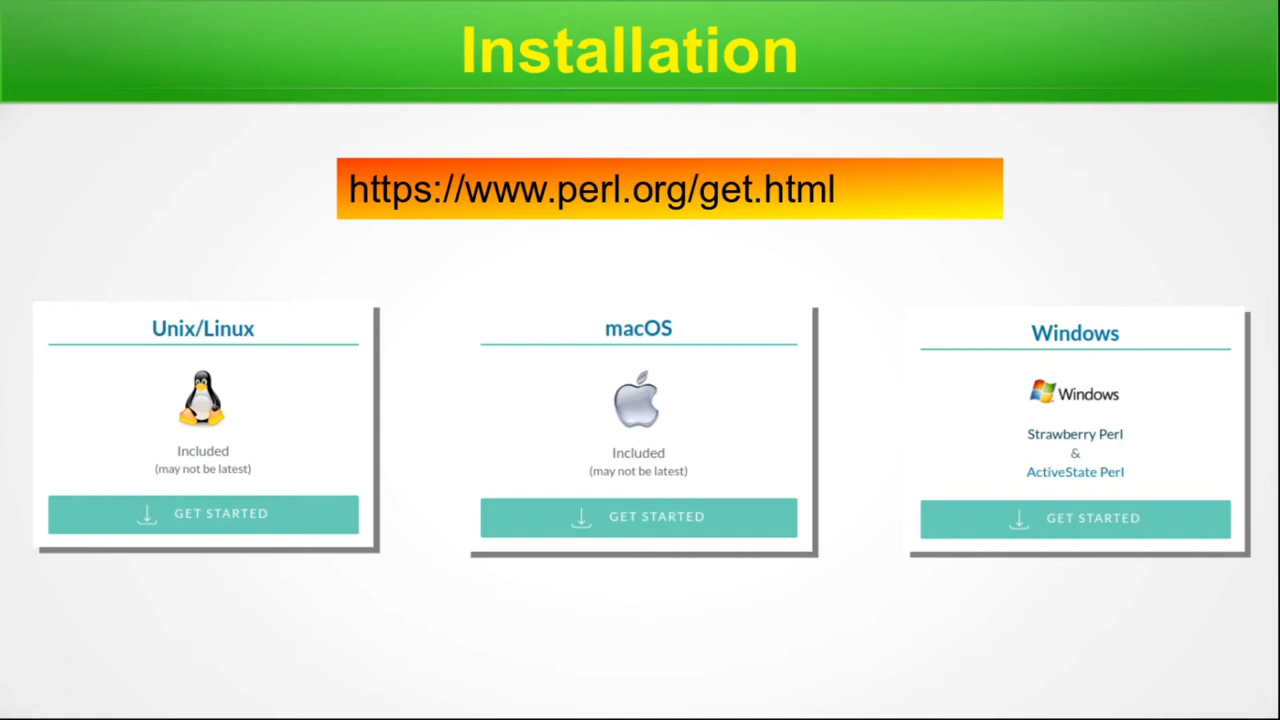 Installation
https://www.perl.org/get.html
Unix/Linux
Included
(may not be latest)
GET STARTED
macOS
Included
(may not be latest)
GET STARTED
Windows
Windows
Strawberry Perl
&
ActiveState Perl
GET STARTED